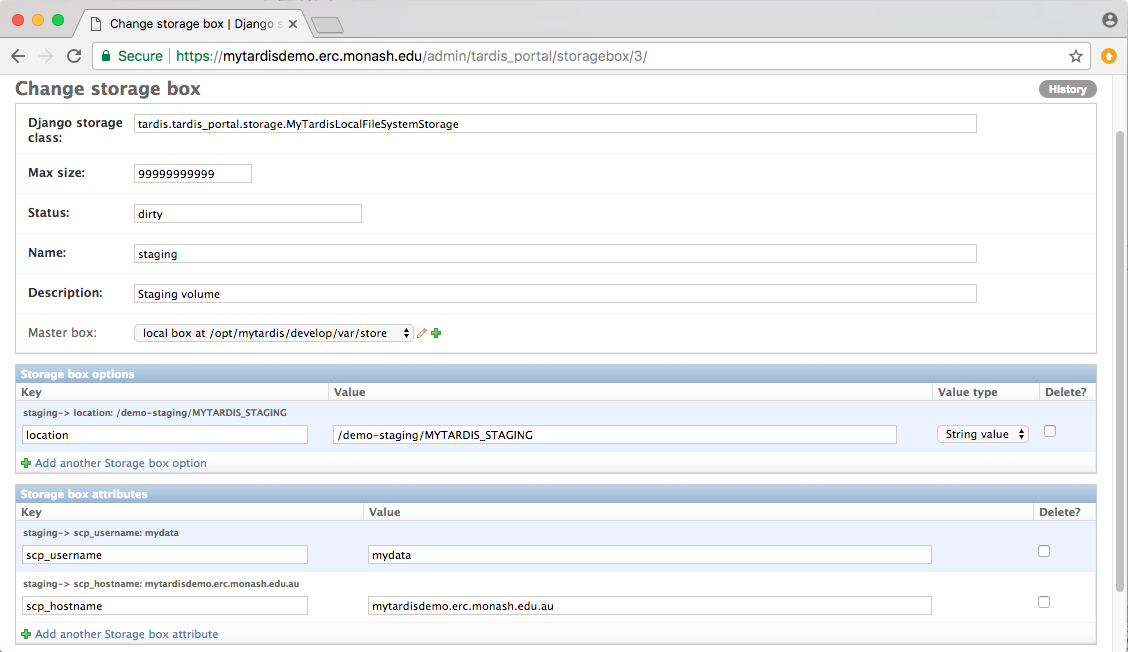 Change storage box | Django s
Secure https://mytardisdemo.erc.monash.edu/admin/tardis_portal/storagebox/3/
Change storage box
History
Django storage class: tardis.tardis_portal.storage.MyTardisLocalFileSystemStorage
Max size: 99999999999
Status: dirty
Name: staging
Description: Staging volume
Master box: local box at /opt/mytardis/develop/var/store
Storage box options
Key Value Value type Delete?
staging-> location: /demo-staging/MYTARDIS_STAGING
location /demo-staging/MYTARDIS_STAGING String value
Add another Storage box option
Storage box attributes
Key Value Delete?
staging-> scp_username: mydata
scp_username mydata
staging-> scp_hostname: mytardisdemo.erc.monash.edu.au
scp_hostname mytardisdemo.erc.monash.edu.au
Add another Storage box attribute